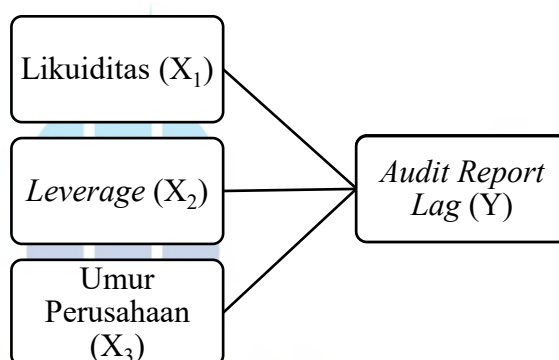 Likuiditas (X₁)
Leverage (X₂)
Audit Report
Lag (Y)
Umur
Perusahaan
(X₃)